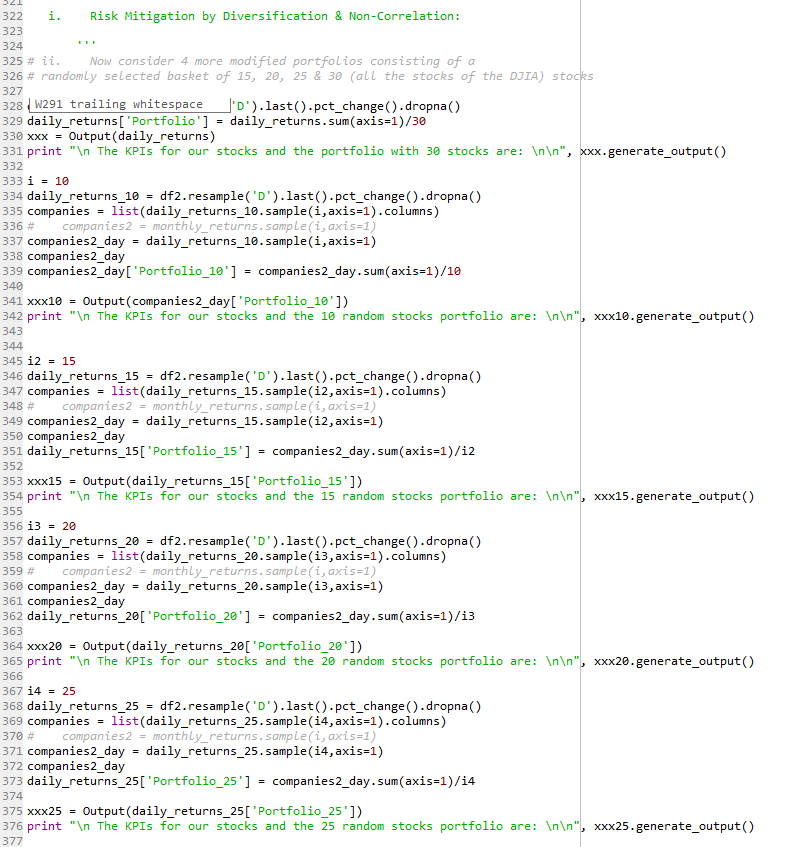 321
322 i. Risk Mitigation by Diversification & Non-Correlation:
323
324 '''
325 # ii. Now consider 4 more modified portfolios consisting of a
326 # randomly selected basket of 15, 20, 25 & 30 (all the stocks of the DJIA) stocks
327
328 W291 trailing whitespace 'D').last().pct_change().dropna()
329 daily_returns['Portfolio'] = daily_returns.sum(axis=1)/30
330 xxx = Output(daily_returns)
331 print "\n The KPIs for our stocks and the portfolio with 30 stocks are: \n\n", xxx.generate_output()
332
333 i = 10
334 daily_returns_10 = df2.resample('D').last().pct_change().dropna()
335 companies = list(daily_returns_10.sample(i,axis=1).columns)
336 # companies2 = monthly_returns.sample(i,axis=1)
337 companies2_day = daily_returns_10.sample(i,axis=1)
338 companies2_day
339 companies2_day['Portfolio_10'] = companies2_day.sum(axis=1)/10
340
341 xxx10 = Output(companies2_day['Portfolio_10'])
342 print "\n The KPIs for our stocks and the 10 random stocks portfolio are: \n\n", xxx10.generate_output()
343
344
345 i2 = 15
346 daily_returns_15 = df2.resample('D').last().pct_change().dropna()
347 companies = list(daily_returns_15.sample(i2,axis=1).columns)
348 # companies2 = monthly_returns.sample(i,axis=1)
349 companies2_day = daily_returns_15.sample(i2,axis=1)
350 companies2_day
351 daily_returns_15['Portfolio_15'] = companies2_day.sum(axis=1)/i2
352
353 xxx15 = Output(daily_returns_15['Portfolio_15'])
354 print "\n The KPIs for our stocks and the 15 random stocks portfolio are: \n\n", xxx15.generate_output()
355
356 i3 = 20
357 daily_returns_20 = df2.resample('D').last().pct_change().dropna()
358 companies = list(daily_returns_20.sample(i3,axis=1).columns)
359 # companies2 = monthly_returns.sample(i,axis=1)
360 companies2_day = daily_returns_20.sample(i3,axis=1)
361 companies2_day
362 daily_returns_20['Portfolio_20'] = companies2_day.sum(axis=1)/i3
363
364 xxx20 = Output(daily_returns_20['Portfolio_20'])
365 print "\n The KPIs for our stocks and the 20 random stocks portfolio are: \n\n", xxx20.generate_output()
366
367 i4 = 25
368 daily_returns_25 = df2.resample('D').last().pct_change().dropna()
369 companies = list(daily_returns_25.sample(i4,axis=1).columns)
370 # companies2 = monthly_returns.sample(i,axis=1)
371 companies2_day = daily_returns_25.sample(i4,axis=1)
372 companies2_day
373 daily_returns_25['Portfolio_25'] = companies2_day.sum(axis=1)/i4
374
375 xxx25 = Output(daily_returns_25['Portfolio_25'])
376 print "\n The KPIs for our stocks and the 25 random stocks portfolio are: \n\n", xxx25.generate_output()
377